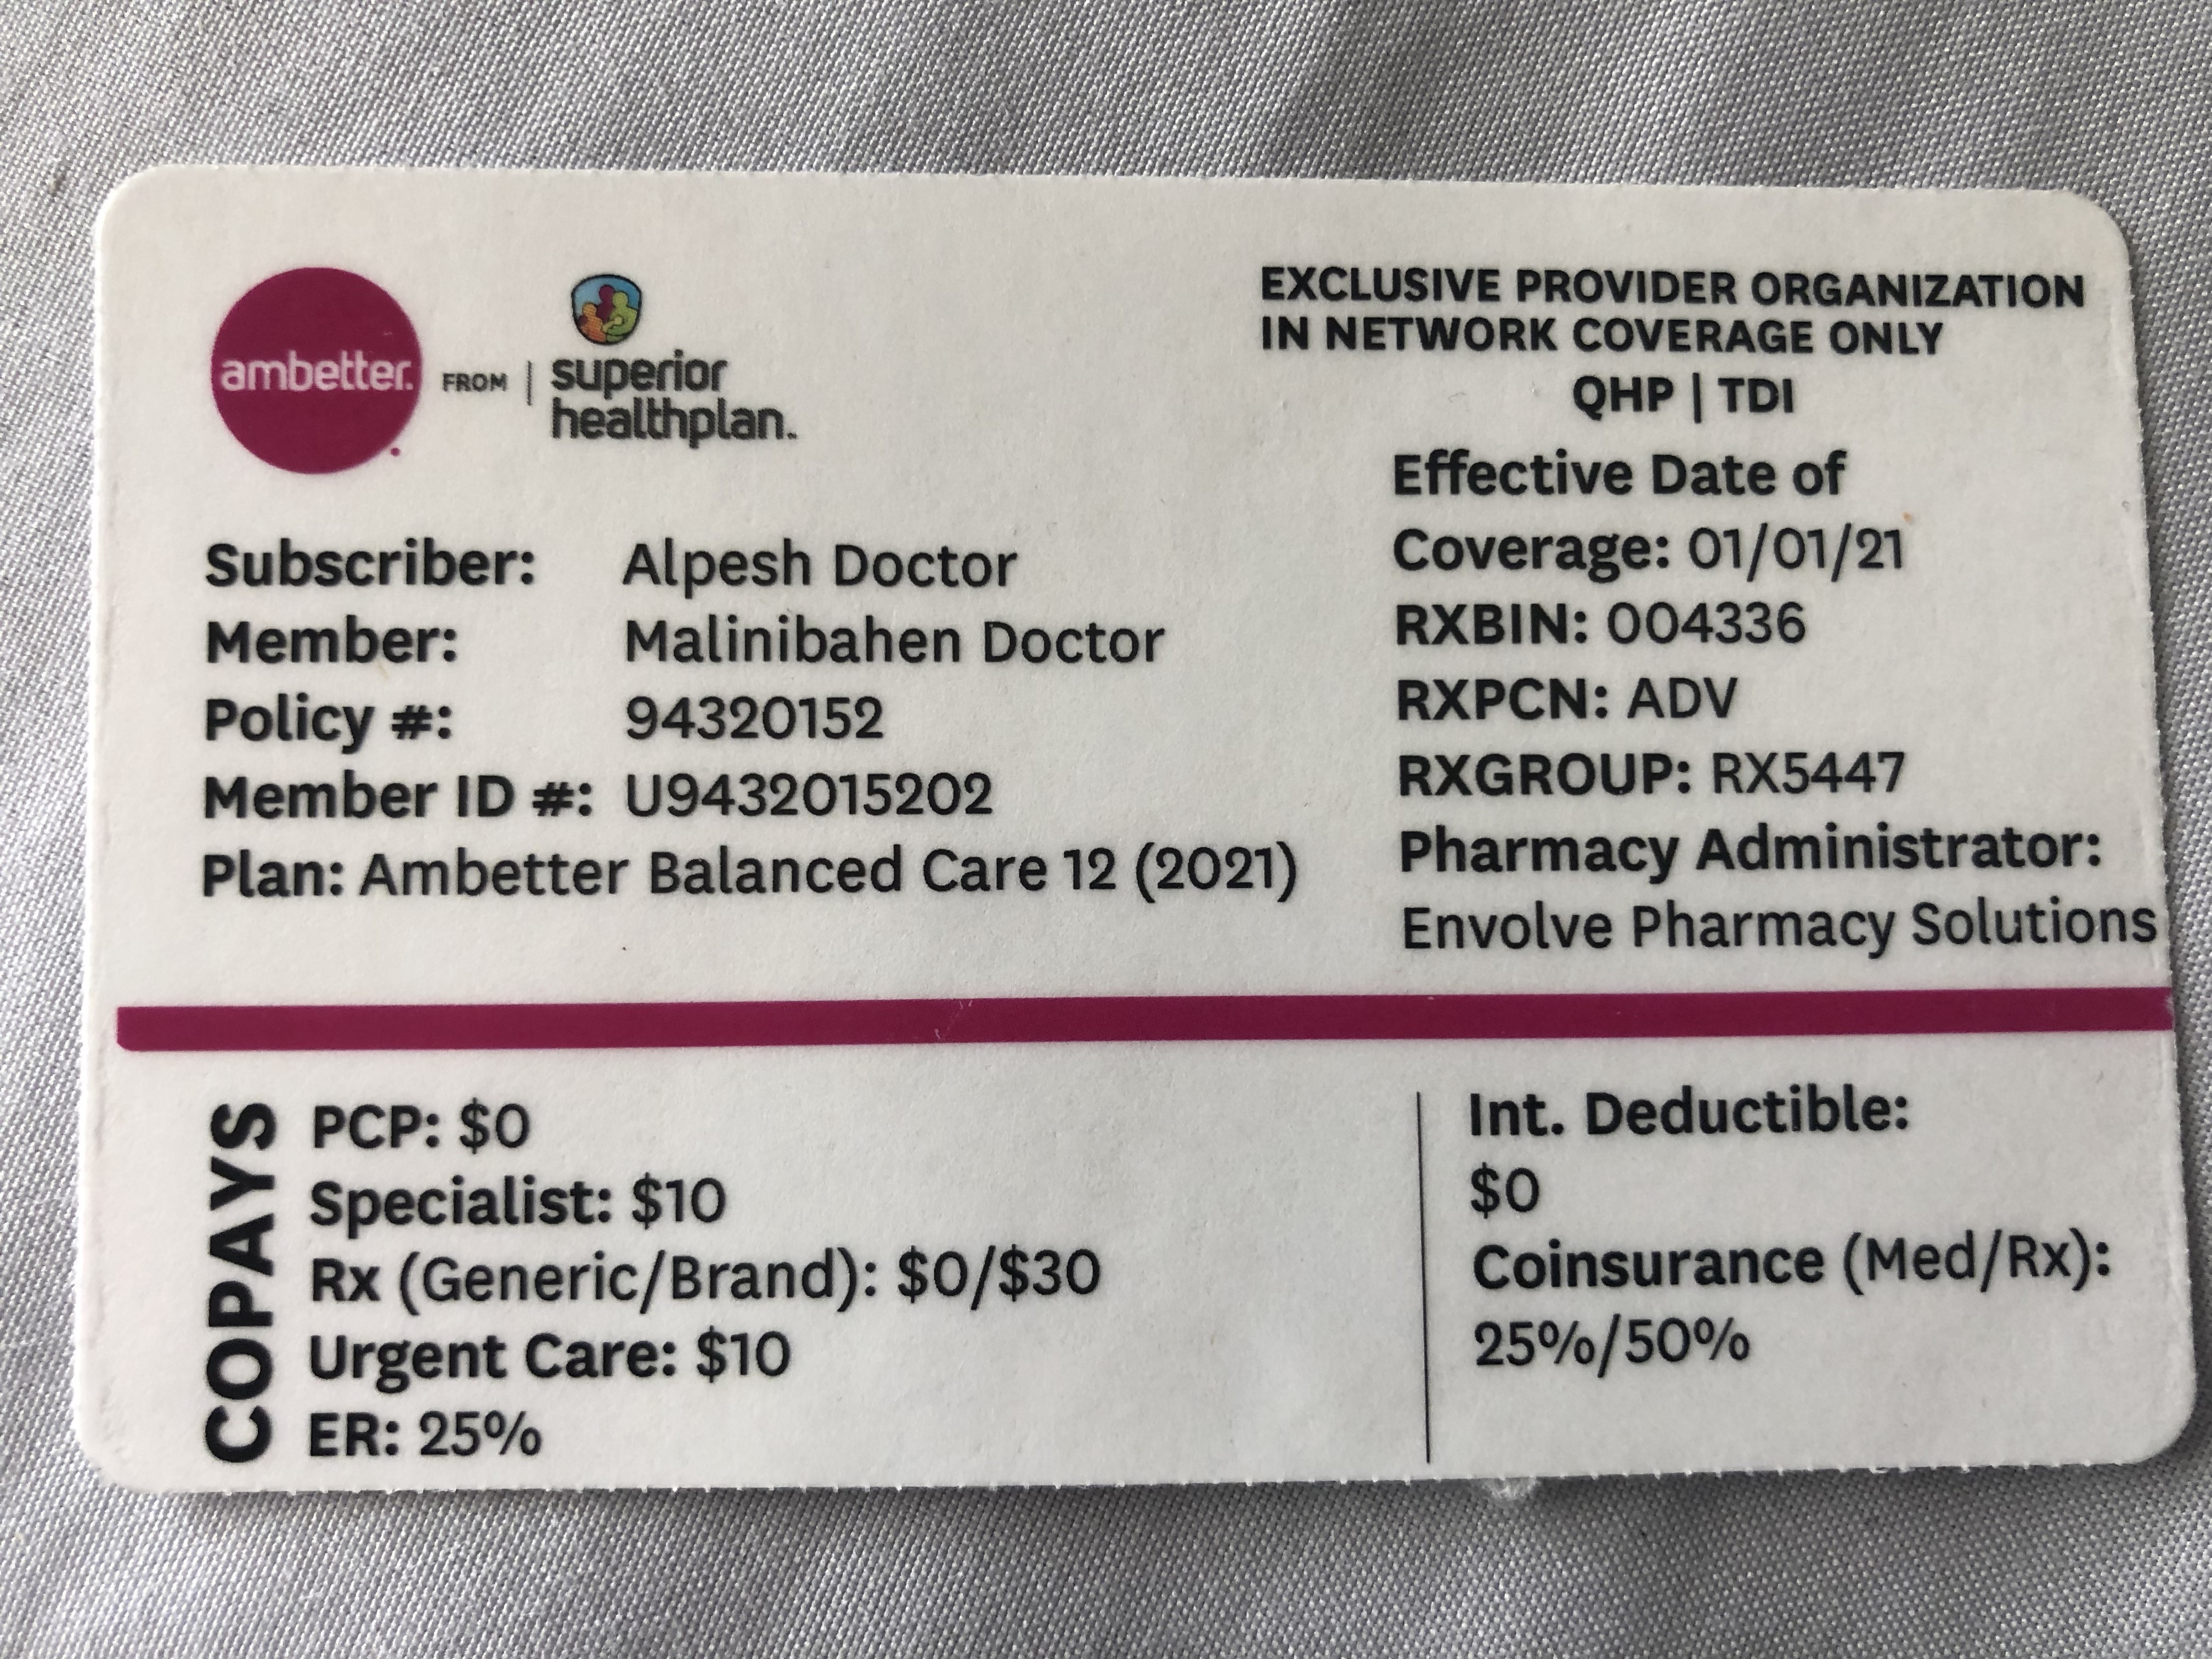 ambetter.
FROM
superior
healthplan.
EXCLUSIVE PROVIDER ORGANIZATION
IN NETWORK COVERAGE ONLY
QHP | TDI
Effective Date of
Coverage: 01/01/21
RXBIN: 004336
RXPCN: ADV
RXGROUP: RX5447
Pharmacy Administrator:
Envolve Pharmacy Solutions
Subscriber: Alpesh Doctor
Member: Malinibahen Doctor
Policy #: 94320152
Member ID #: U9432015202
Plan: Ambetter Balanced Care 12 (2021)
COPAYS
PCP: $0
Specialist: $10
Rx (Generic/Brand): $0/$30
Urgent Care: $10
ER: 25%
Int. Deductible:
$0
Coinsurance (Med/Rx):
25%/50%